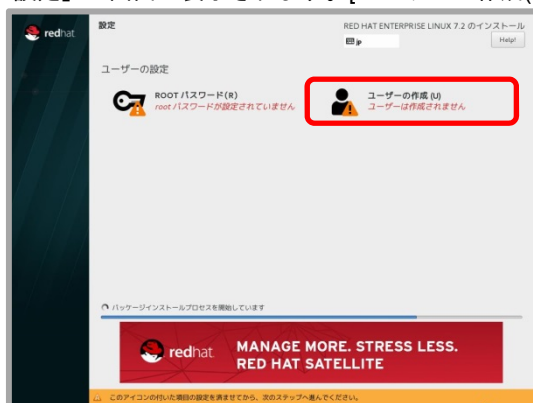 設定
RED HAT ENTERPRISE LINUX 7.2 のインストール
redhat.
jp
Help!
ユーザーの設定
ROOT パスワード(R)
root パスワードが設定されていません
ユーザーの作成 (U)
ユーザーは作成されません
パッケージインストールプロセスを開始しています
redhat.
MANAGE MORE. STRESS LESS.
RED HAT SATELLITE
このアイコンの付いた項目の設定を済ませてから、次のステップへ進んでください。